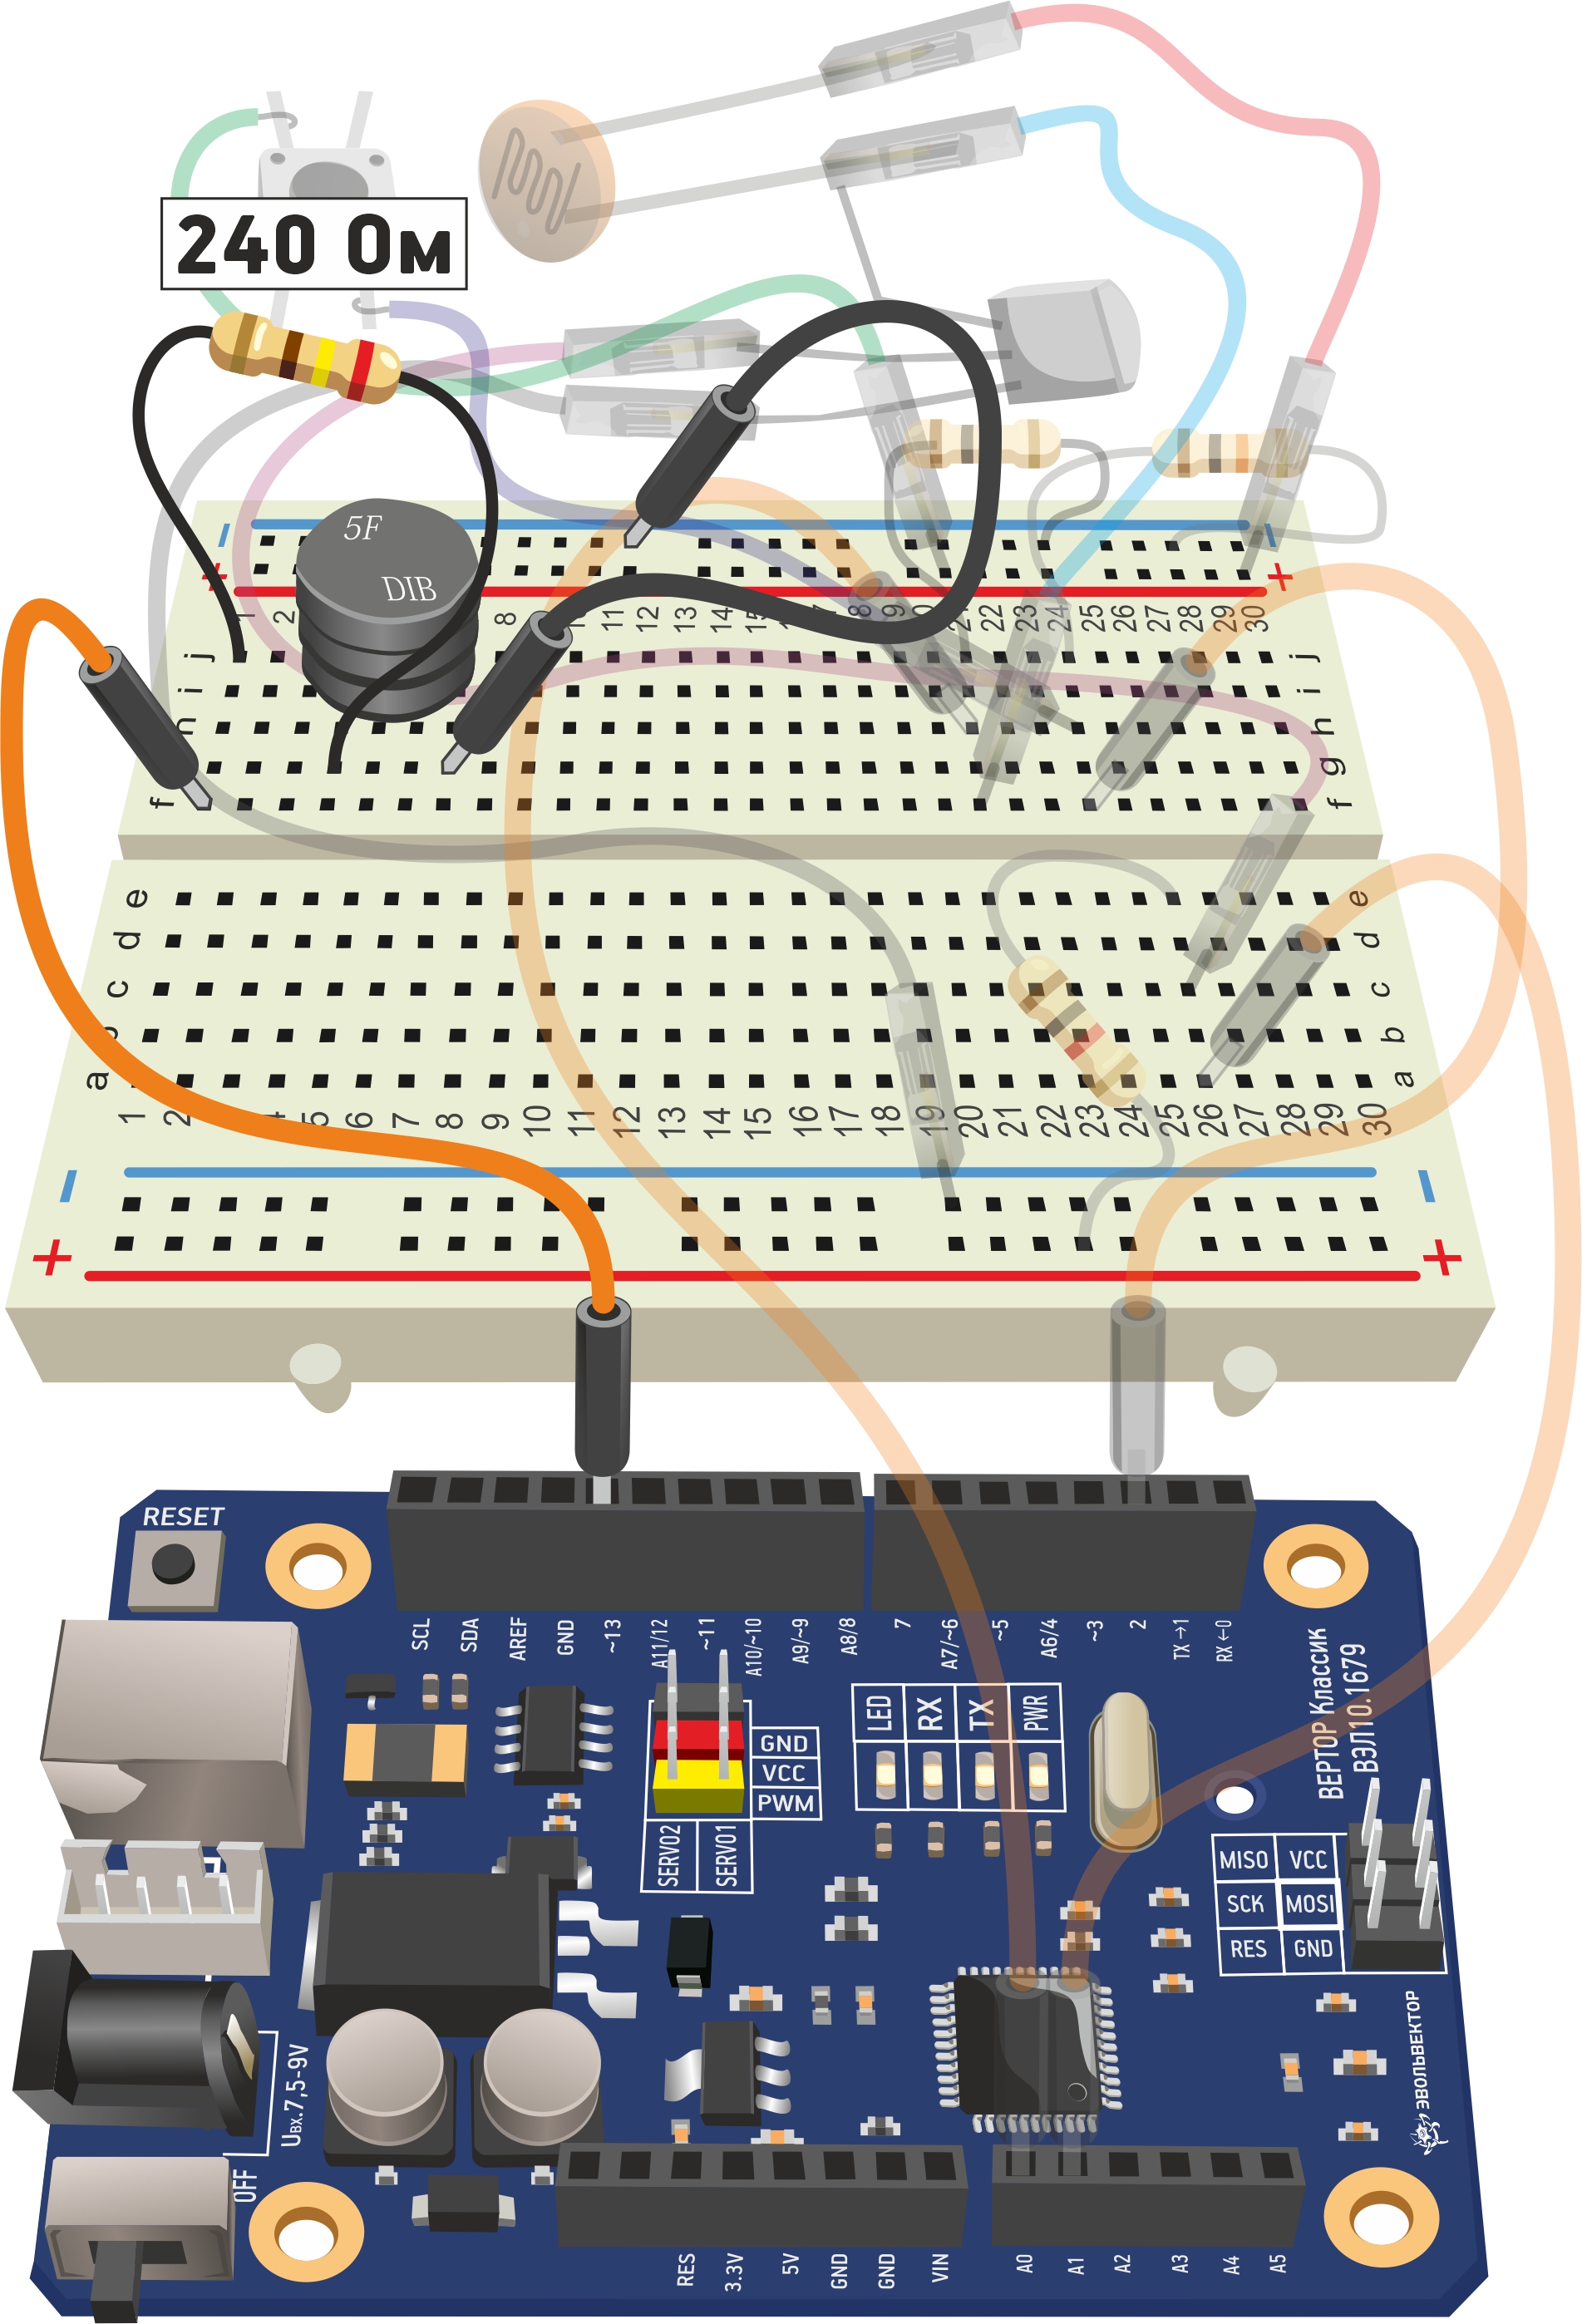 240 Ом
5F
DIB
− −
+ +
1 2 8 11 12 13 14 15 22 23 24 25 26 27 28 29 30
j j
i i
h h
g
f f
e e
d d
c c
b
a a
1 2 5 6 7 8 9 10 11 12 13 14 15 16 17 18 19 20 21 22 23 24 25 26 27 28 29 30
− −
+ +
RESET
SCL SDA AREF GND ~13 A11/12 ~11 A10/~10 A9/~9 A8/8 7 A7/~6 ~5 A6/4 ~3 2 TX→1 RX←0
ВЕРТОР Классик
ВЭЛ10.1679
LED RX TX PWR
GND
VCC
PWM
SERVO2 SERVO1
MISO VCC
SCK MOSI
RES GND
ЭВОЛЬВЕКТОР
Uвх.7,5-9V
OFF
RES 3.3V 5V GND GND VIN A0 A1 A2 A3 A4 A5